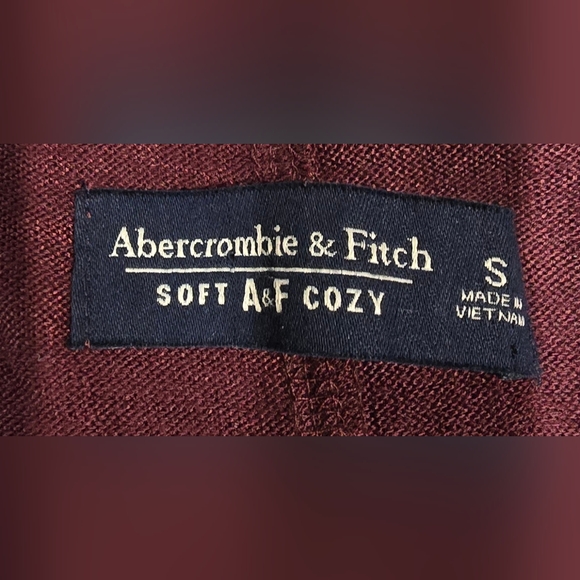 Abercrombie & Fitch
SOFT A&F COZY
S
MADE IN
VIETNAM